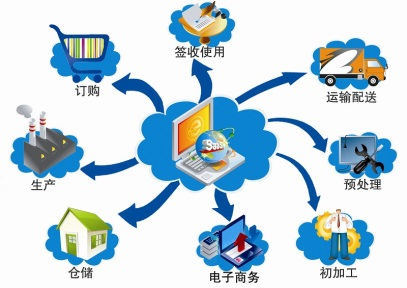 签收使用
订购
运输配送
SaaS
生产
预处理
仓储
电子商务
初加工